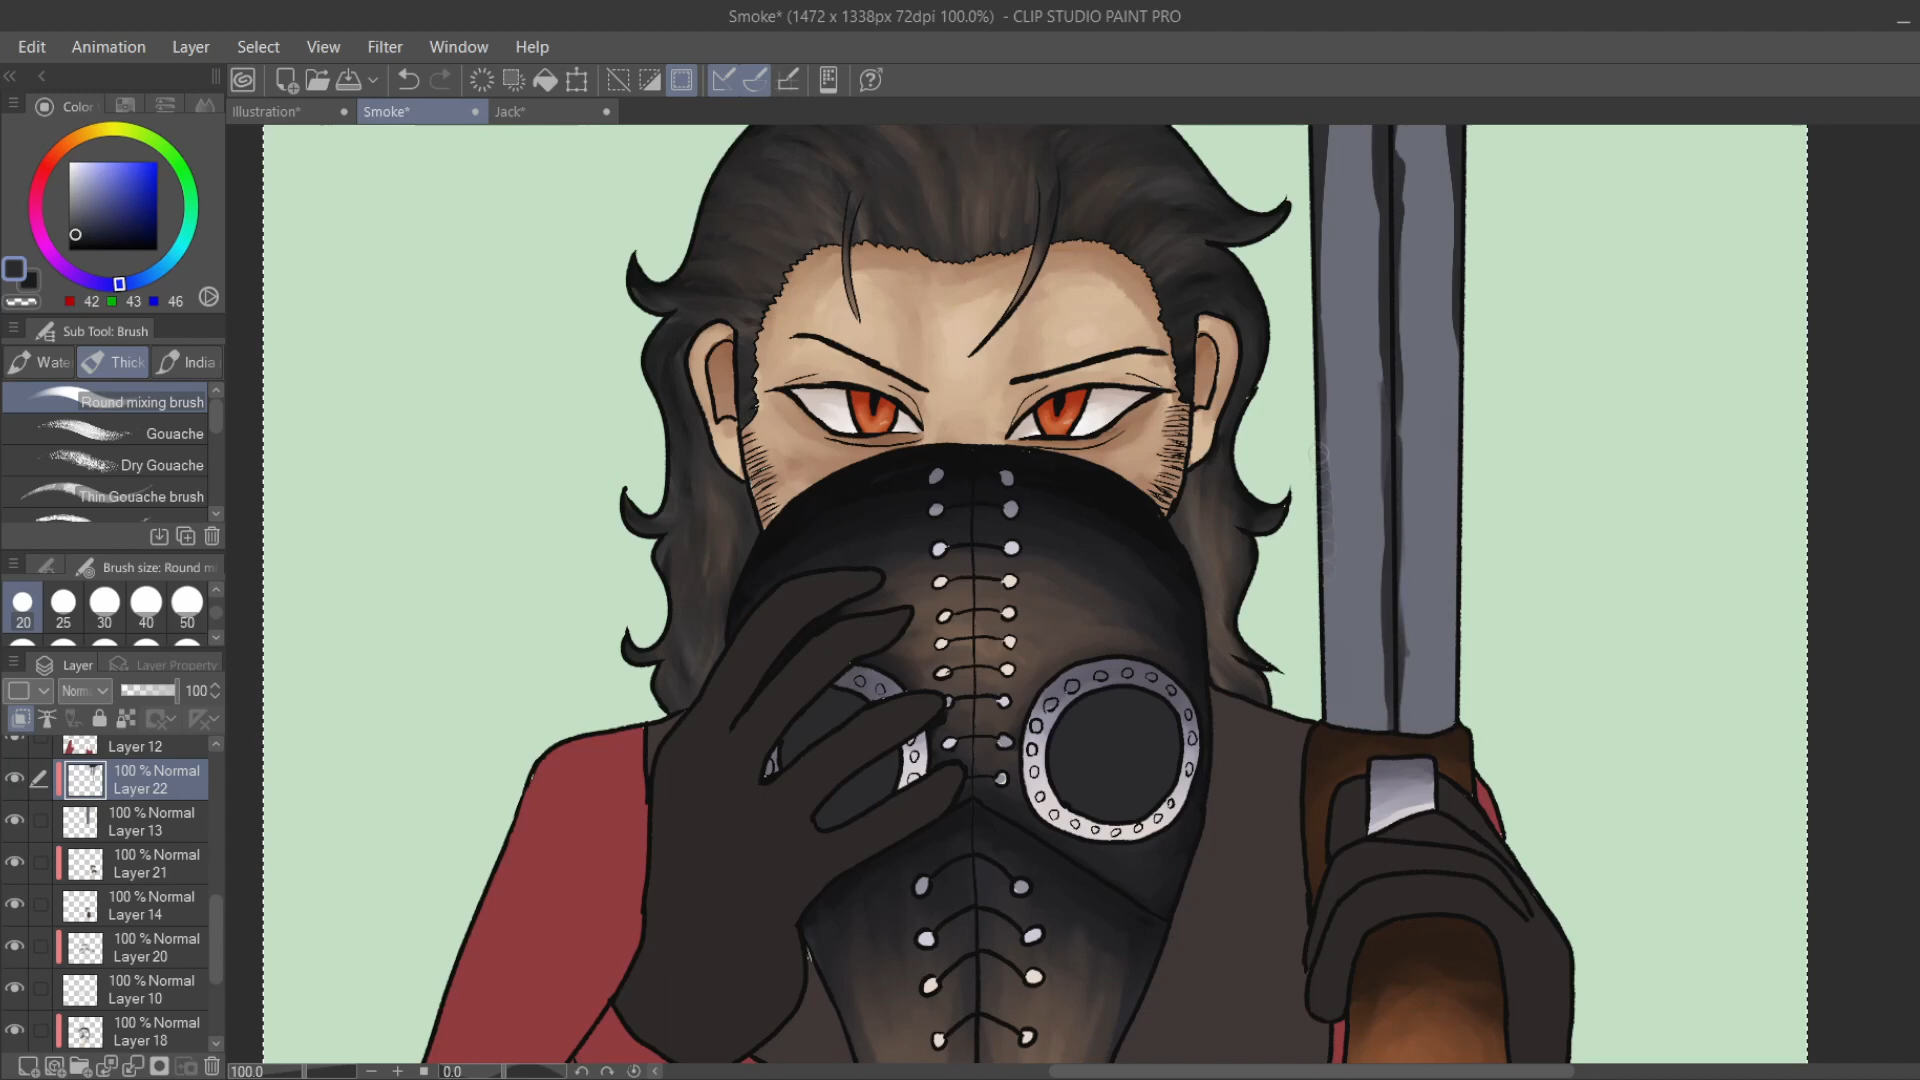 Smoke* (1472 x 1338px 72dpi 100.0%) - CLIP STUDIO PAINT PRO
Edit Animation Layer Select View Filter Window Help
Illustration* Smoke* Jack*
Color
42 43 46
Sub Tool: Brush
Wate Thick India
Round mixing brush
Gouache
Dry Gouache
Thin Gouache brush
Brush size: Round mi
20 25 30 40 50
Layer Layer Property
Norm 100
Layer 12
100 % Normal
Layer 22
100 % Normal
Layer 13
100 % Normal
Layer 21
100 % Normal
Layer 14
100 % Normal
Layer 20
100 % Normal
Layer 10
100 % Normal
Layer 18
100.0 0.0